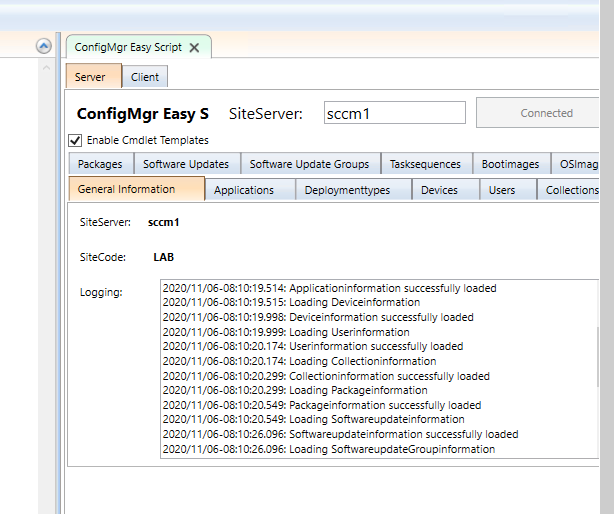 ConfigMgr Easy Script
Server Client
ConfigMgr Easy S SiteServer: sccm1 Connected
Enable Cmdlet Templates
Packages Software Updates Software Update Groups Tasksequences Bootimages OSImag
General Information Applications Deploymenttypes Devices Users Collections
SiteServer: sccm1
SiteCode: LAB
Logging:
2020/11/06-08:10:19.514: Applicationinformation successfully loaded
2020/11/06-08:10:19.515: Loading Deviceinformation
2020/11/06-08:10:19.998: Deviceinformation successfully loaded
2020/11/06-08:10:19.999: Loading Userinformation
2020/11/06-08:10:20.174: Userinformation successfully loaded
2020/11/06-08:10:20.174: Loading Collectioninformation
2020/11/06-08:10:20.299: Collectioninformation successfully loaded
2020/11/06-08:10:20.299: Loading Packageinformation
2020/11/06-08:10:20.549: Packageinformation successfully loaded
2020/11/06-08:10:20.549: Loading Softwareupdateinformation
2020/11/06-08:10:26.096: Softwareupdateinformation successfully loaded
2020/11/06-08:10:26.096: Loading SoftwareupdateGroupinformation